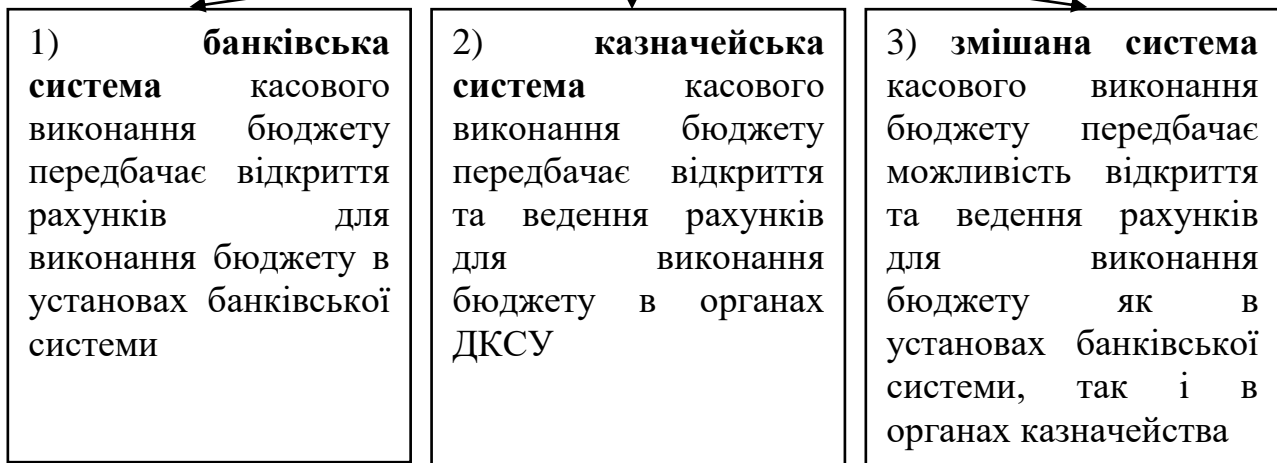 1) банківська
система касового
виконання бюджету
передбачає відкриття
рахунків для
виконання бюджету в
установах банківської
системи
2) казначейська
система касового
виконання бюджету
передбачає відкриття
та ведення рахунків
для виконання
бюджету в органах
ДКСУ
3) змішана система
касового виконання
бюджету передбачає
можливість відкриття
та ведення рахунків
для виконання
бюджету як в
установах банківської
системи, так і в
органах казначейства